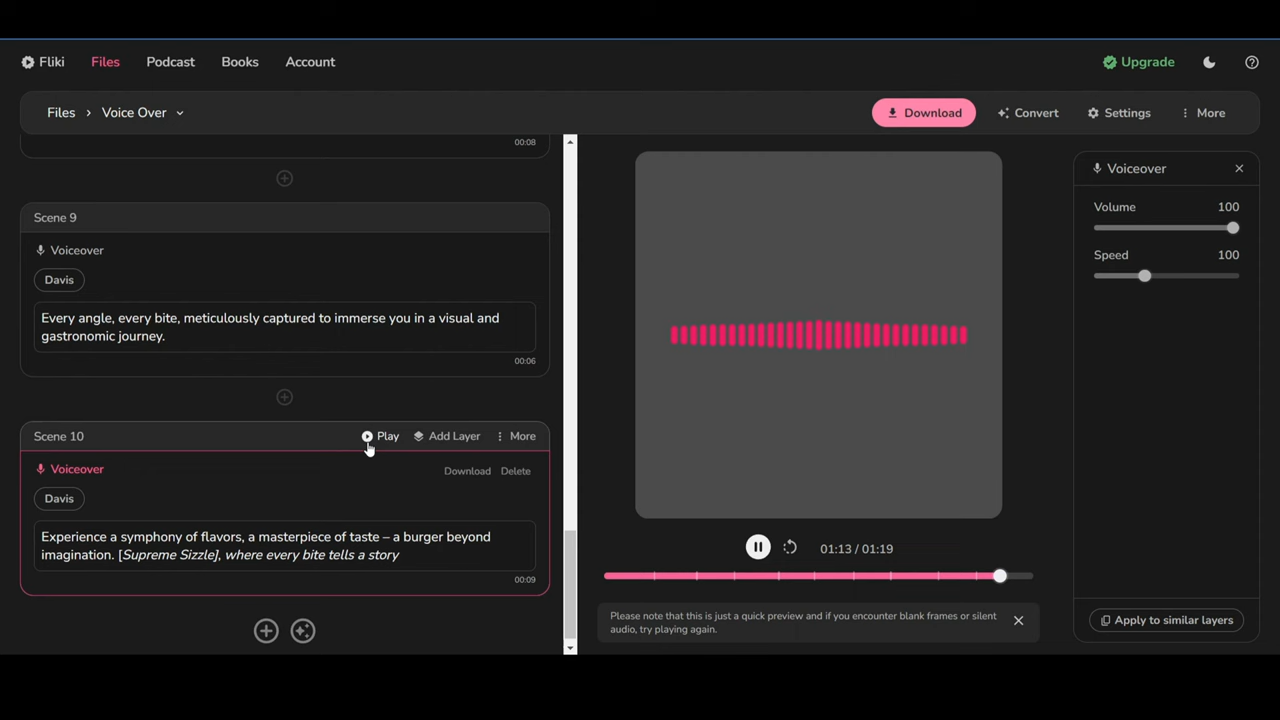 Fliki
Files
Podcast
Books
Account
Upgrade
Files
Voice Over
Download
Convert
Settings
More
00:08
Scene 9
Voiceover
Davis
Every angle, every bite, meticulously captured to immerse you in a visual and
gastronomic journey.
00:06
Scene 10
Play
Add Layer
More
Voiceover
Download
Delete
Davis
Experience a symphony of flavors, a masterpiece of taste – a burger beyond
imagination. [Supreme Sizzle], where every bite tells a story
00:09
01:13 / 01:19
Please note that this is just a quick preview and if you encounter blank frames or silent
audio, try playing again.
Voiceover
Volume
100
Speed
100
Apply to similar layers